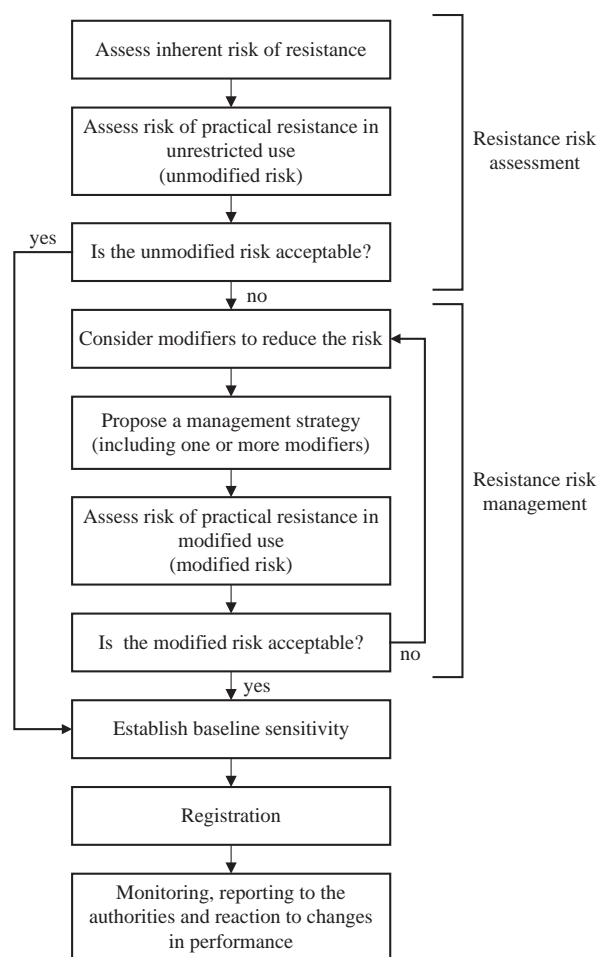 Assess inherent risk of resistance
Assess risk of practical resistance in
unrestricted use
(unmodified risk)
Resistance risk
assessment
yes
Is the unmodified risk acceptable?
no
Consider modifiers to reduce the risk
Propose a management strategy
(including one or more modifiers)
Resistance risk
management
Assess risk of practical resistance in
modified use
(modified risk)
Is the modified risk acceptable?
no
yes
Establish baseline sensitivity
Registration
Monitoring, reporting to the
authorities and reaction to changes
in performance